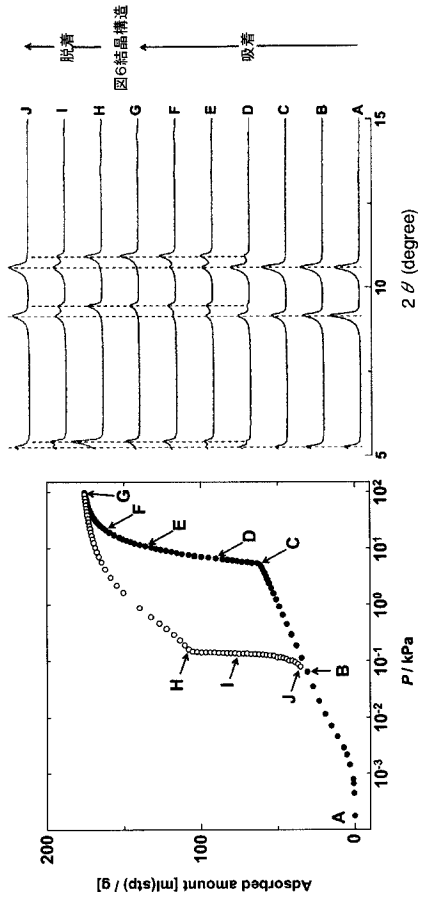 200
100
0
Adsorbed amount [ml(stp) / g]
10-3
10-2
10-1
100
101
102
P / kPa
A
B
C
D
E
F
G
H
I
J
5
10
15
2 θ (degree)
J
I
H
G
F
E
D
C
B
A
脱着
図6結晶構造
吸着